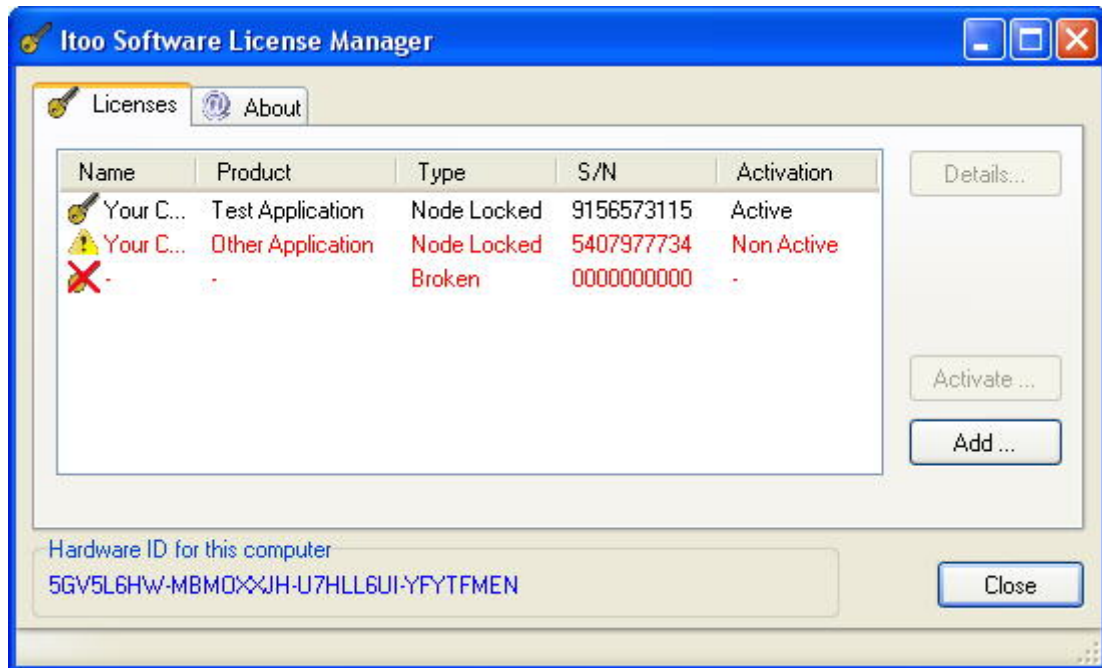 Itoo Software License Manager
Licenses About
Name Product Type S/N Activation Details...
Your C... Test Application Node Locked 9156573115 Active
Your C... Other Application Node Locked 5407977734 Non Active
- - Broken 0000000000 -
Activate ...
Add ...
Hardware ID for this computer
5GV5L6HW-MBMOXXJH-U7HLL6UI-YFYTFMEN
Close